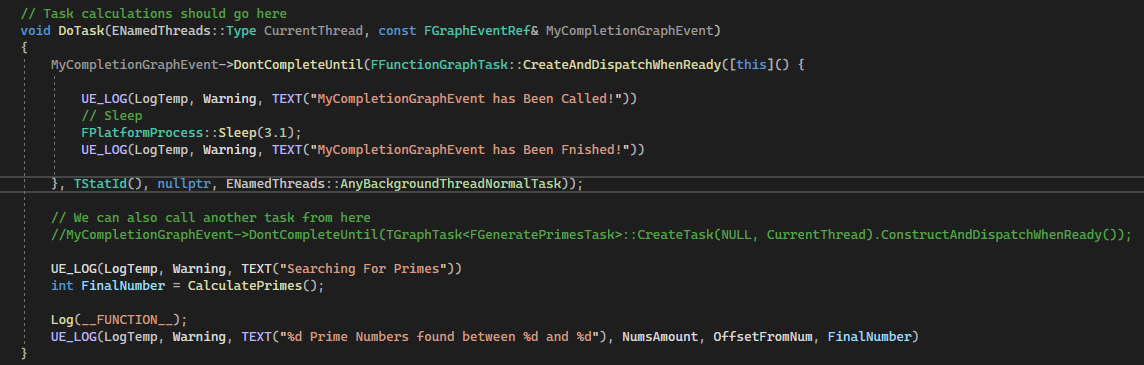 // Task calculations should go here
void DoTask(ENamedThreads::Type CurrentThread, const FGraphEventRef& MyCompletionGraphEvent)
{
MyCompletionGraphEvent->DontCompleteUntil(FFunctionGraphTask::CreateAndDispatchWhenReady([this]() {
UE_LOG(LogTemp, Warning, TEXT("MyCompletionGraphEvent has Been Called!"))
// Sleep
FPlatformProcess::Sleep(3.1);
UE_LOG(LogTemp, Warning, TEXT("MyCompletionGraphEvent has Been Fnished!"))
}, TStatId(), nullptr, ENamedThreads::AnyBackgroundThreadNormalTask));
// We can also call another task from here
//MyCompletionGraphEvent->DontCompleteUntil(TGraphTask<FGeneratePrimesTask>::CreateTask(NULL, CurrentThread).ConstructAndDispatchWhenReady());
UE_LOG(LogTemp, Warning, TEXT("Searching For Primes"))
int FinalNumber = CalculatePrimes();
Log(__FUNCTION__);
UE_LOG(LogTemp, Warning, TEXT("%d Prime Numbers found between %d and %d"), NumsAmount, OffsetFromNum, FinalNumber)
}